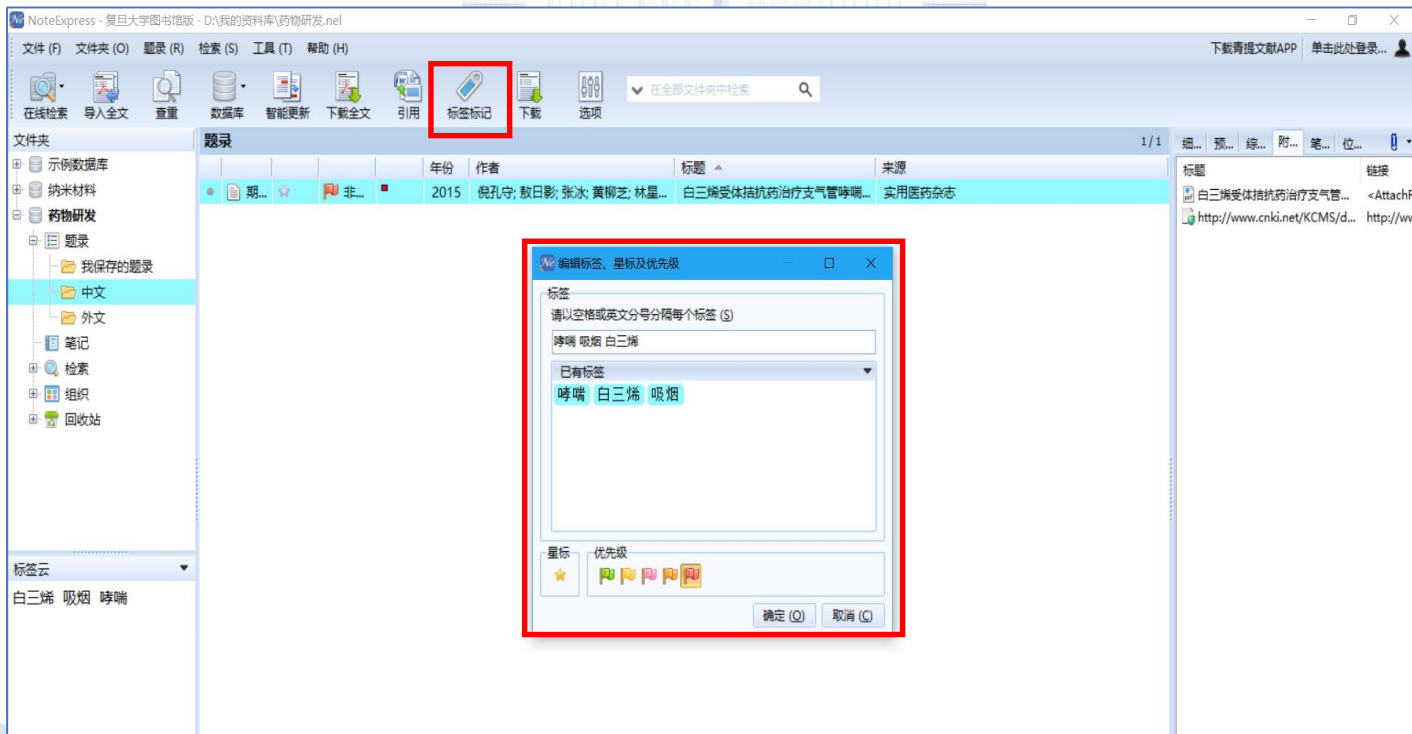 NoteExpress - 复旦大学图书馆版 - D:\我的资料库\药物研发.nel
文件 (F) 文件夹 (O) 题录 (R) 检索 (S) 工具 (T) 帮助 (H) 下载青提文献APP 单击此处登录...
在线检索 导入全文 查重 数据库 智能更新 下载全文 引用 标签标记 下载 选项 在全部文件夹中检索
文件夹 题录 1/1 细... 预... 综... 附... 笔... 位...
年份 作者 标题 来源 标题 链接
期... 非... 2015 倪孔守; 敖日影; 张冰; 黄柳芝; 林星... 白三烯受体拮抗药治疗支气管哮喘... 实用医药杂志
白三烯受体拮抗药治疗支气管... <AttachF
http://www.cnki.net/KCMS/d... http://ww
示例数据库
纳米材料
药物研发
题录
我保存的题录
中文
外文
笔记
检索
组织
回收站
标签云
白三烯 吸烟 哮喘
编辑标签、星标及优先级
标签
请以空格或英文分号分隔每个标签 (S)
哮喘 吸烟 白三烯
已有标签
哮喘 白三烯 吸烟
星标 优先级
确定 (O) 取消 (C)